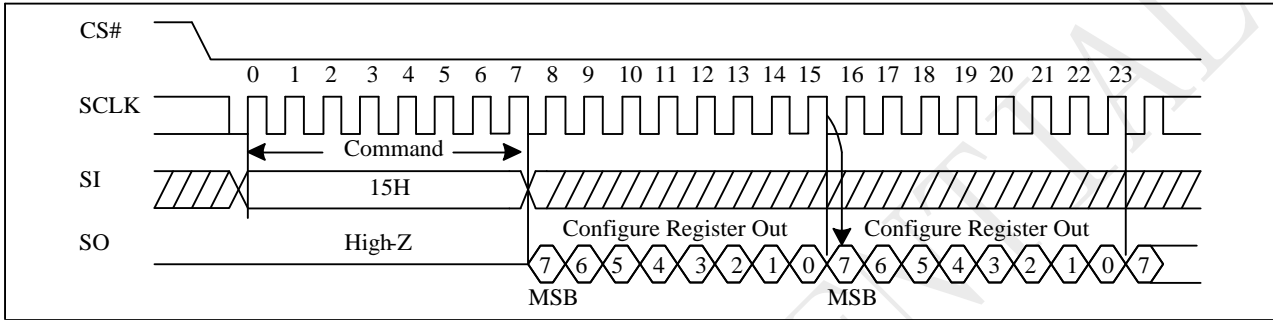 CS#
0 1 2 3 4 5 6 7 8 9 10 11 12 13 14 15 16 17 18 19 20 21 22 23
SCLK
Command
SI
15H
SO
High-Z
Configure Register Out
Configure Register Out
7 6 5 4 3 2 1 0 7 6 5 4 3 2 1 0 7
MSB
MSB